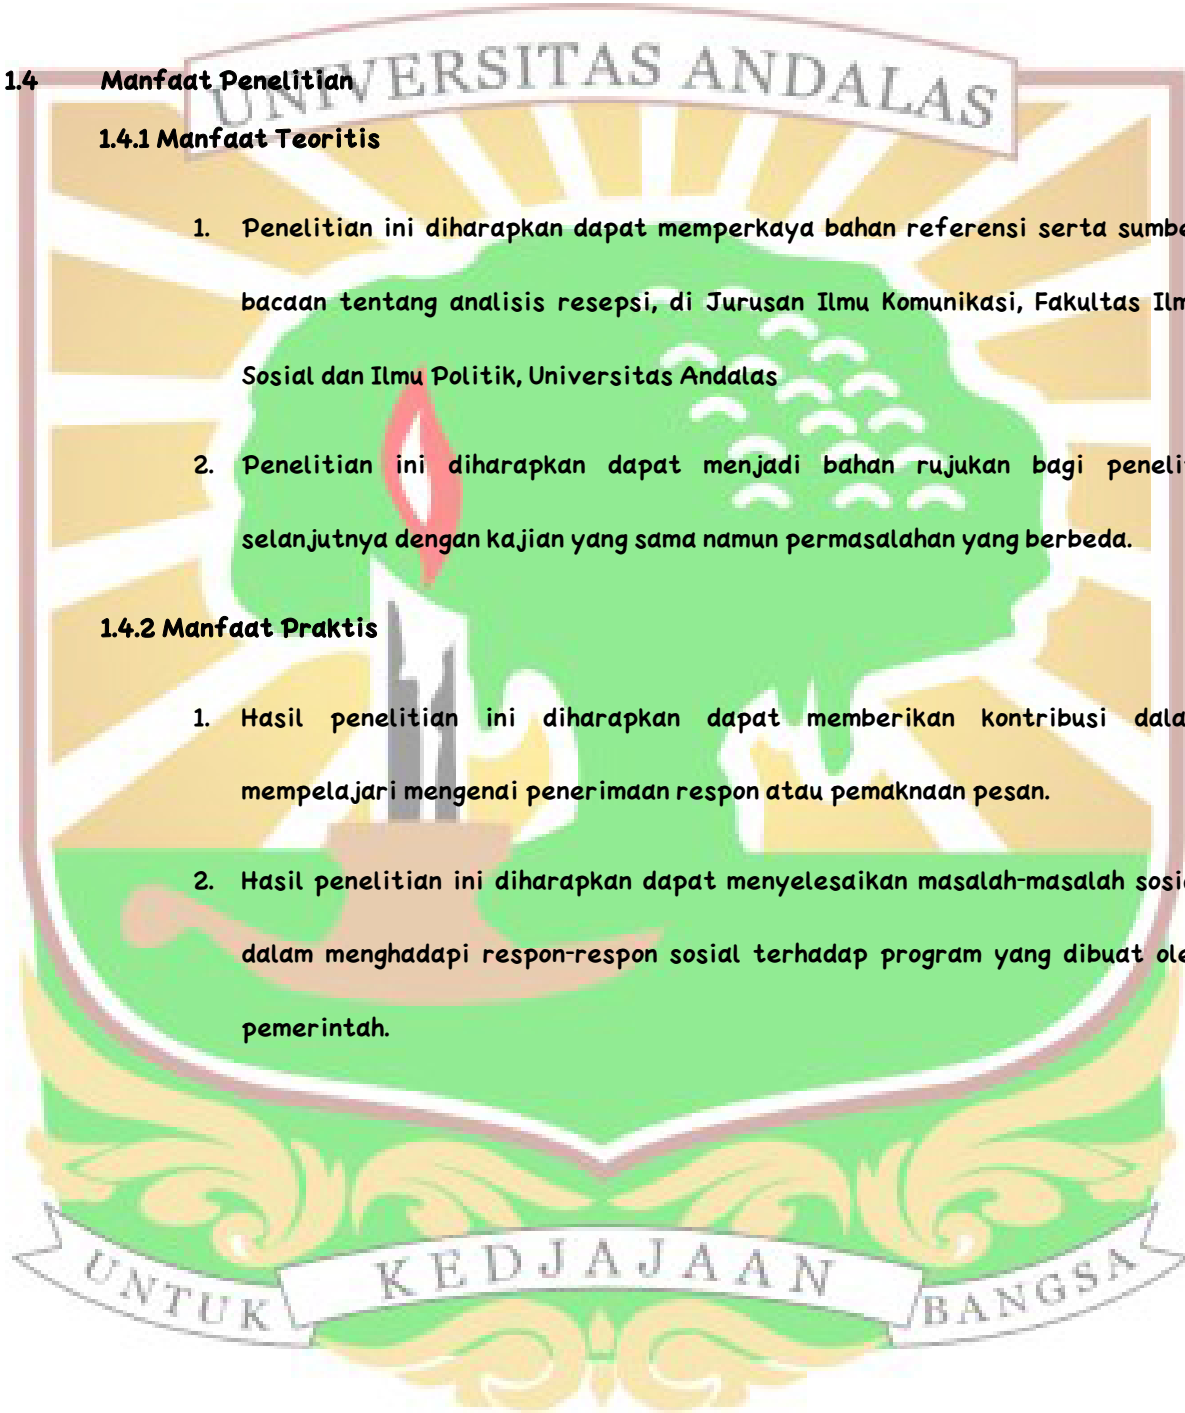 UNIVERSITAS ANDALAS
1.4 Manfaat Penelitian
1.4.1 Manfaat Teoritis
1. Penelitian ini diharapkan dapat memperkaya bahan referensi serta sumbe
bacaan tentang analisis resepsi, di Jurusan Ilmu Komunikasi, Fakultas Ilm
Sosial dan Ilmu Politik, Universitas Andalas
2. Penelitian ini diharapkan dapat menjadi bahan rujukan bagi penelit
selanjutnya dengan kajian yang sama namun permasalahan yang berbeda.
1.4.2 Manfaat Praktis
1. Hasil penelitian ini diharapkan dapat memberikan kontribusi dala
mempelajari mengenai penerimaan respon atau pemaknaan pesan.
2. Hasil penelitian ini diharapkan dapat menyelesaikan masalah-masalah sosia
dalam menghadapi respon-respon sosial terhadap program yang dibuat ole
pemerintah.
UNTUK KEDJAJAAN BANGSA